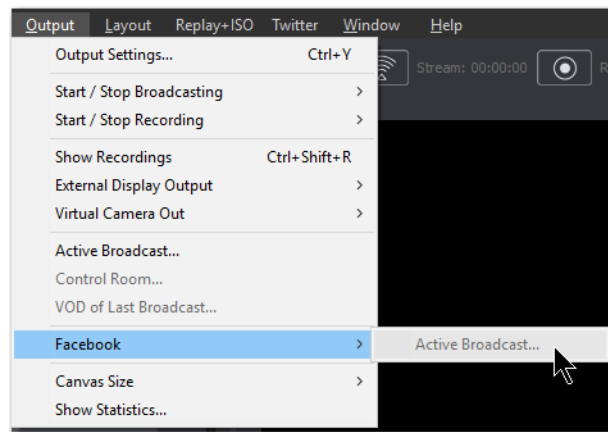 Output Layout Replay+ISO Twitter Window Help
Output Settings... Ctrl+Y
Stream: 00:00:00 R
Start / Stop Broadcasting
Start / Stop Recording
Show Recordings Ctrl+Shift+R
External Display Output
Virtual Camera Out
Active Broadcast...
Control Room...
VOD of Last Broadcast...
Facebook Active Broadcast...
Canvas Size
Show Statistics...